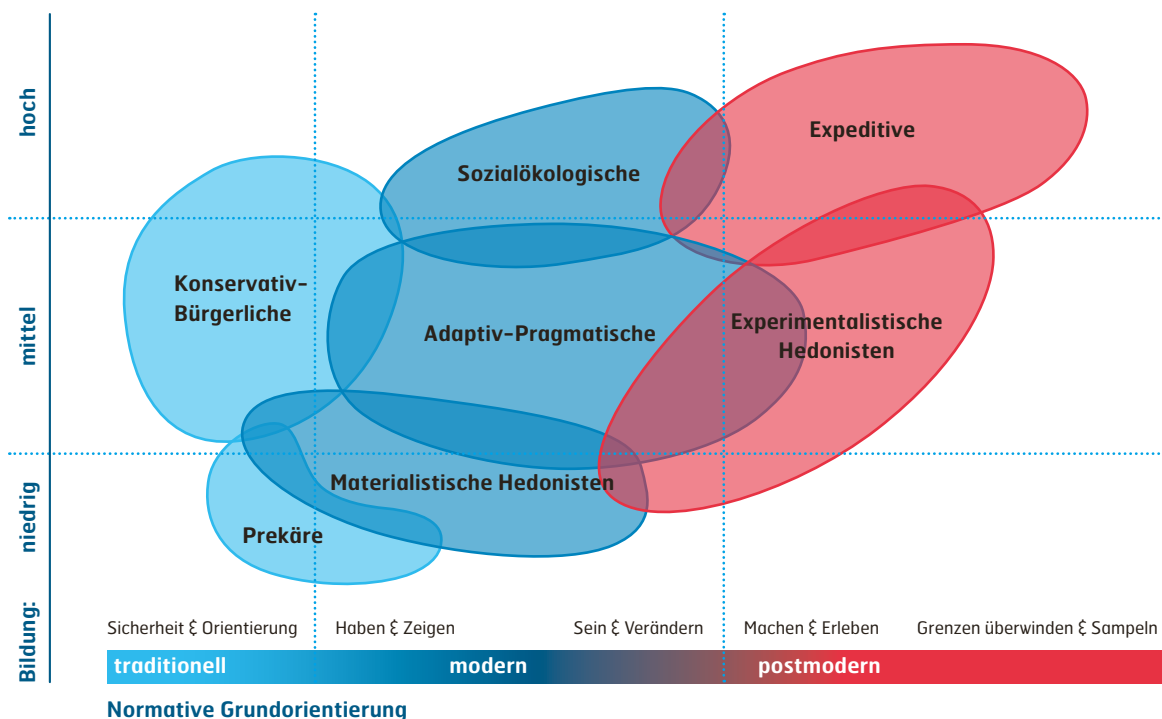 hoch
Expeditive
Sozialökologische
Konservativ-
Bürgerliche
mittel
Adaptiv-Pragmatische
Experimentalistische
Hedonisten
Materialistische Hedonisten
niedrig
Prekäre
Bildung:
Sicherheit & Orientierung
Haben & Zeigen
Sein & Verändern
Machen & Erleben
Grenzen überwinden & Sampeln
traditionell
modern
postmodern
Normative Grundorientierung